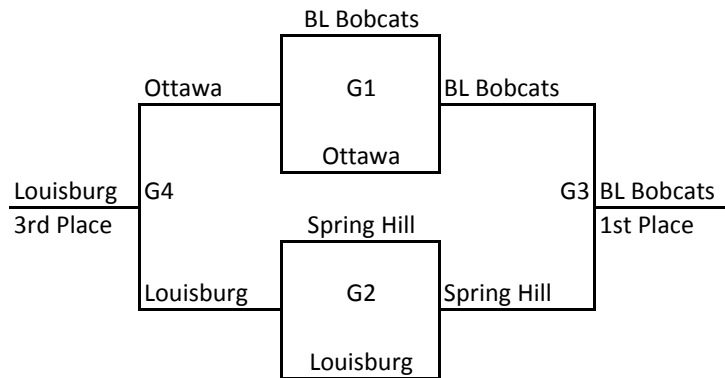 BL Bobcats
Ottawa
G1
BL Bobcats
Ottawa
Louisburg
G4
G3
BL Bobcats
3rd Place
Spring Hill
1st Place
Louisburg
G2
Spring Hill
Louisburg